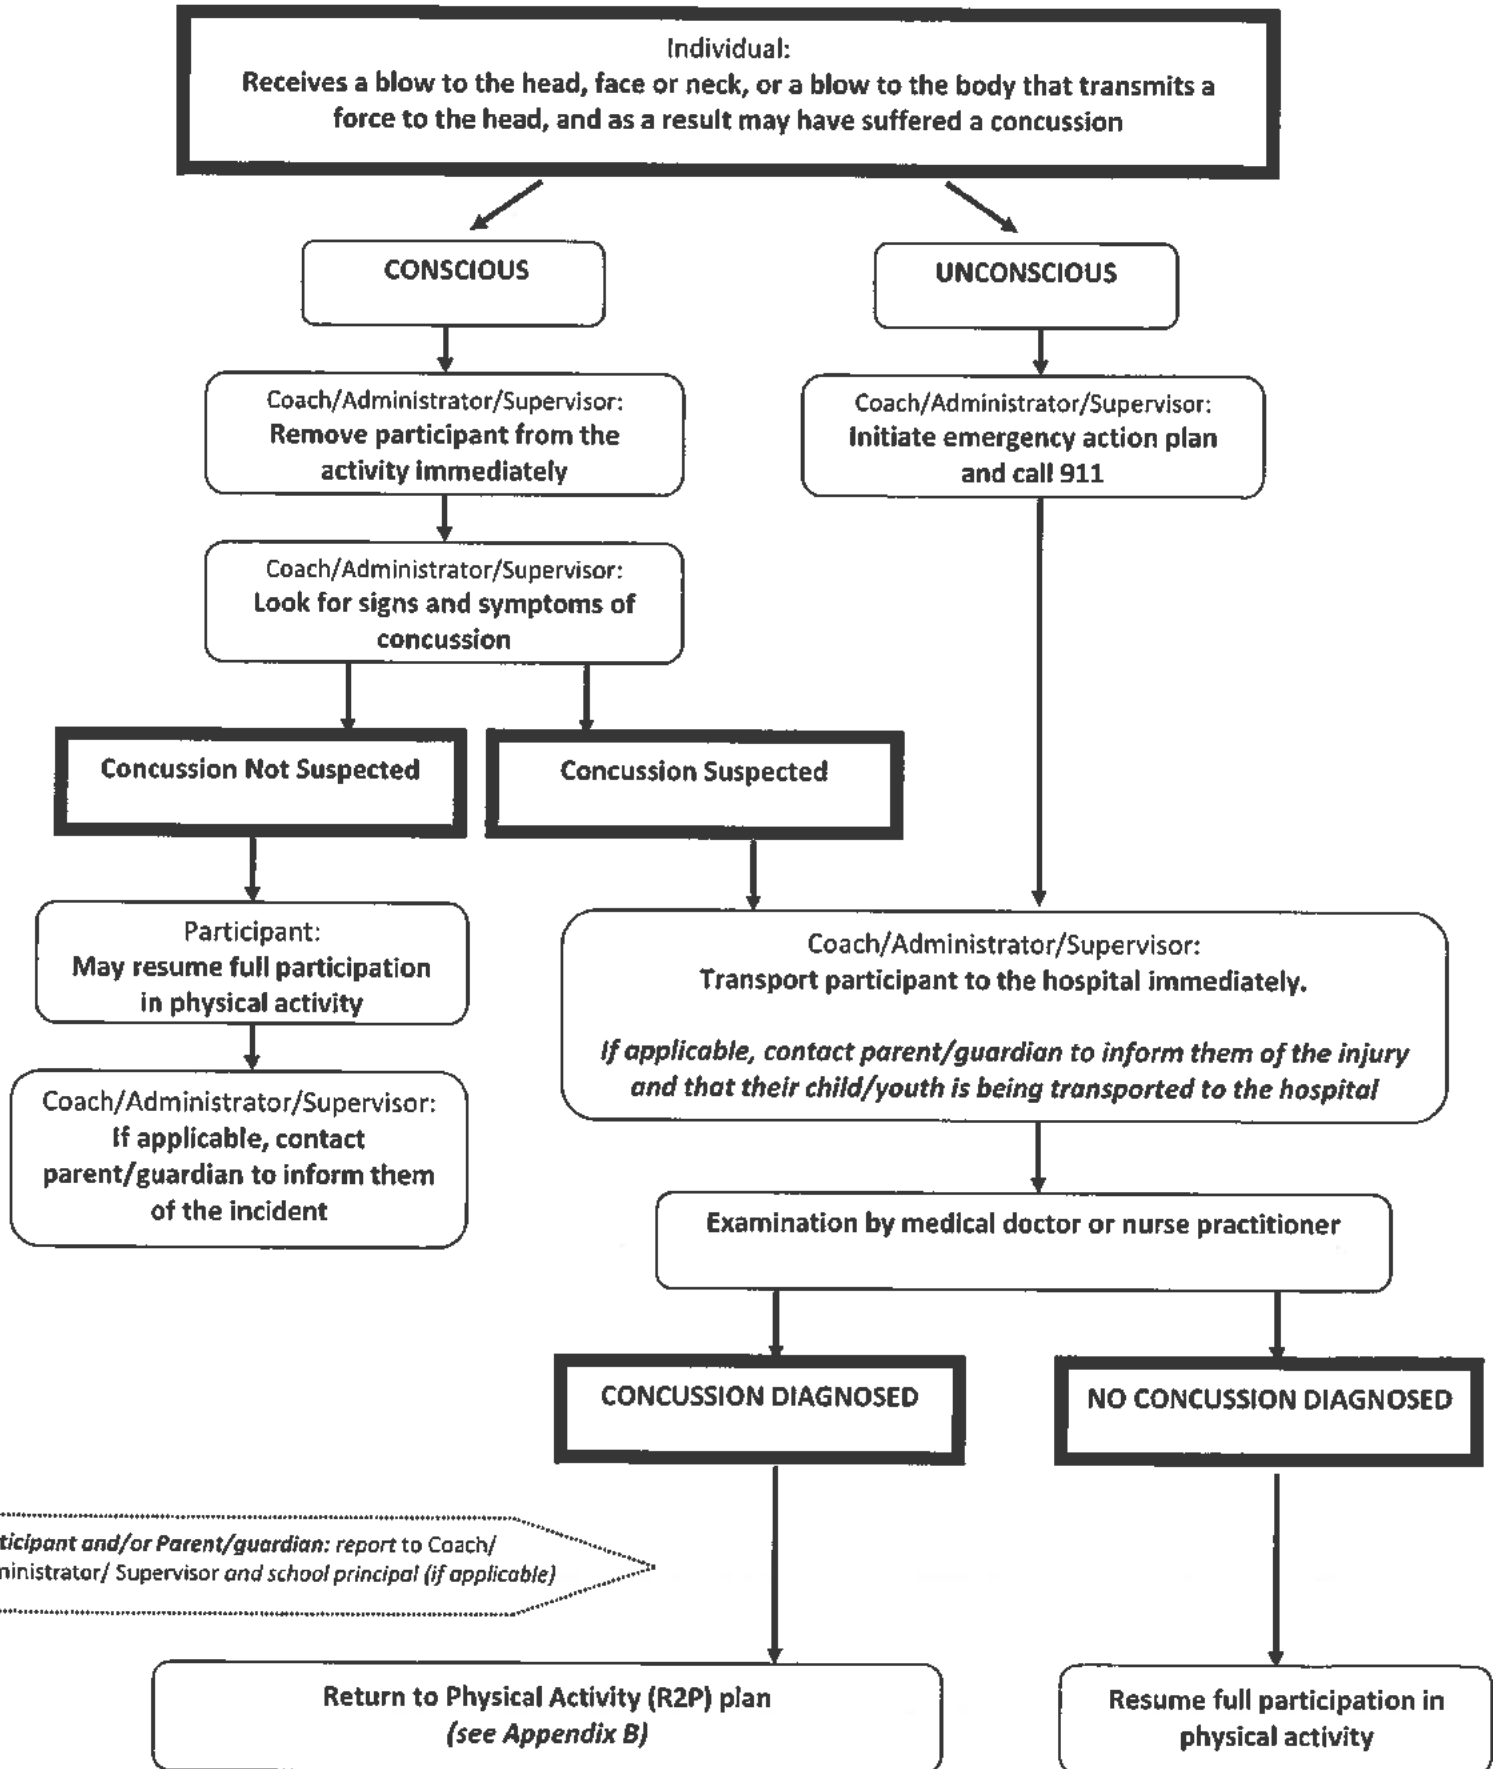 Individual:
Receives a blow to the head, face or neck, or a blow to the body that transmits a
force to the head, and as a result may have suffered a concussion
CONSCIOUS
UNCONSCIOUS
Coach/Administrator/Supervisor:
Remove participant from the
activity immediately
Coach/Administrator/Supervisor:
Initiate emergency action plan
and call 911
Coach/Administrator/Supervisor:
Look for signs and symptoms of
concussion
Concussion Not Suspected
Concussion Suspected
Participant:
May resume full participation
in physical activity
Coach/Administrator/Supervisor:
Transport participant to the hospital immediately.
If applicable, contact parent/guardian to inform them of the injury
and that their child/youth is being transported to the hospital
Coach/Administrator/Supervisor:
If applicable, contact
parent/guardian to inform them
of the incident
Examination by medical doctor or nurse practitioner
CONCUSSION DIAGNOSED
NO CONCUSSION DIAGNOSED
ticipant and/or Parent/guardian: report to Coach/
ninistrator/ Supervisor and school principal (if applicable)
Return to Physical Activity (R2P) plan
(see Appendix B)
Resume full participation in
physical activity